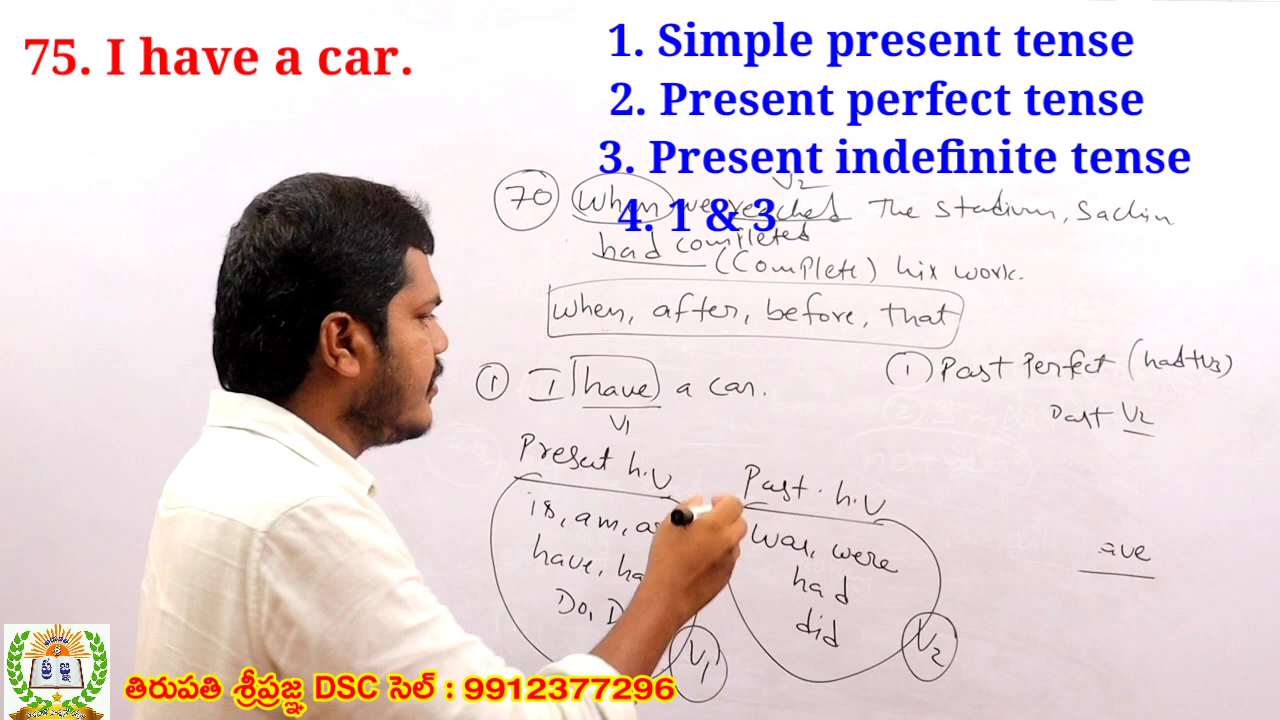 75. I have a car.
1. Simple present tense
2. Present perfect tense
3. Present indefinite tense
4. 1 & 3
70 When we reached The Stadium, Sachin
V2
had completed
(Complete) his work.
when, after, before, that
1 I have a car.
V1
1 Past Perfect (had+V3)
Past V2
Present h.v
is, am,
have,
Do,
V1
Past. h.v
was, were
had
did
V2
ave
తిరుపతి శ్రీప్రజ్ఞ DSC సెల్ : 9912377296